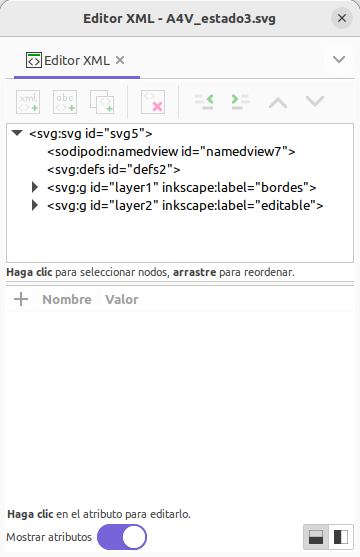 Editor XML - A4V_estado3.svg
Editor XML
xml
abc
<svg:svg id="svg5">
<sodipodi:namedview id="namedview7">
<svg:defs id="defs2">
<svg:g id="layer1" inkscape:label="bordes">
<svg:g id="layer2" inkscape:label="editable">
Haga clic para seleccionar nodos, arrastre para reordenar.
Nombre Valor
Haga clic en el atributo para editarlo.
Mostrar atributos